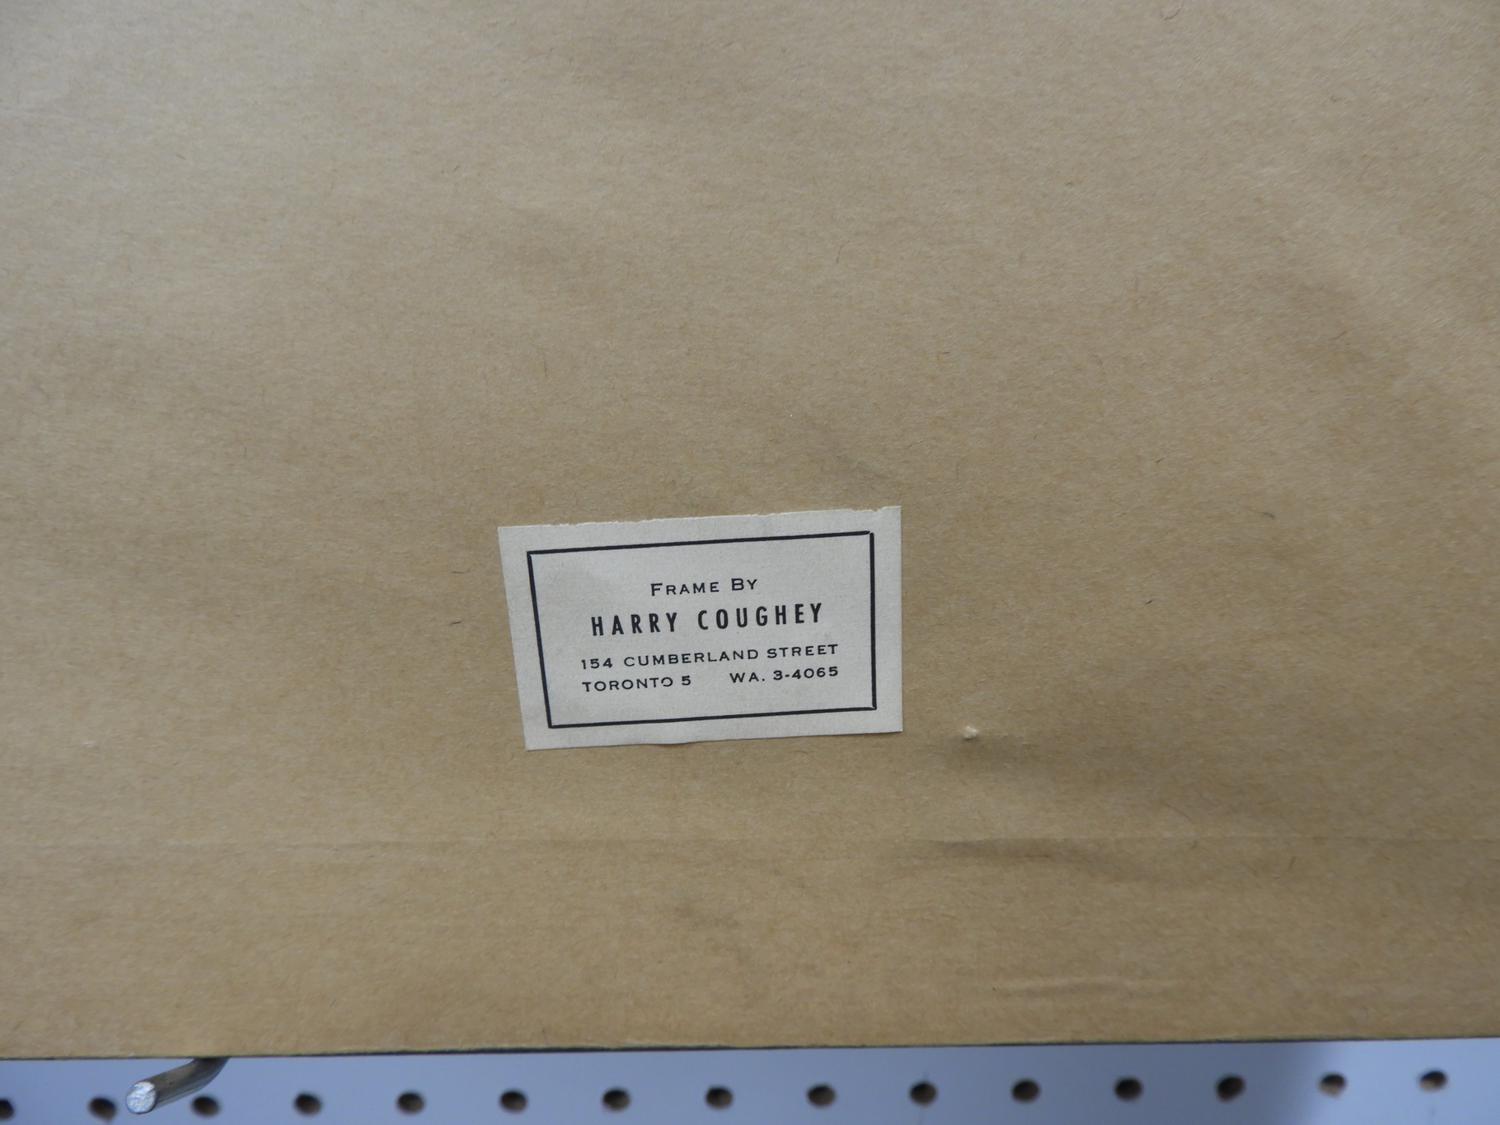 FRAME BY
HARRY COUGHEY
154 CUMBERLAND STREET
TORONTO 5 WA. 3-4065